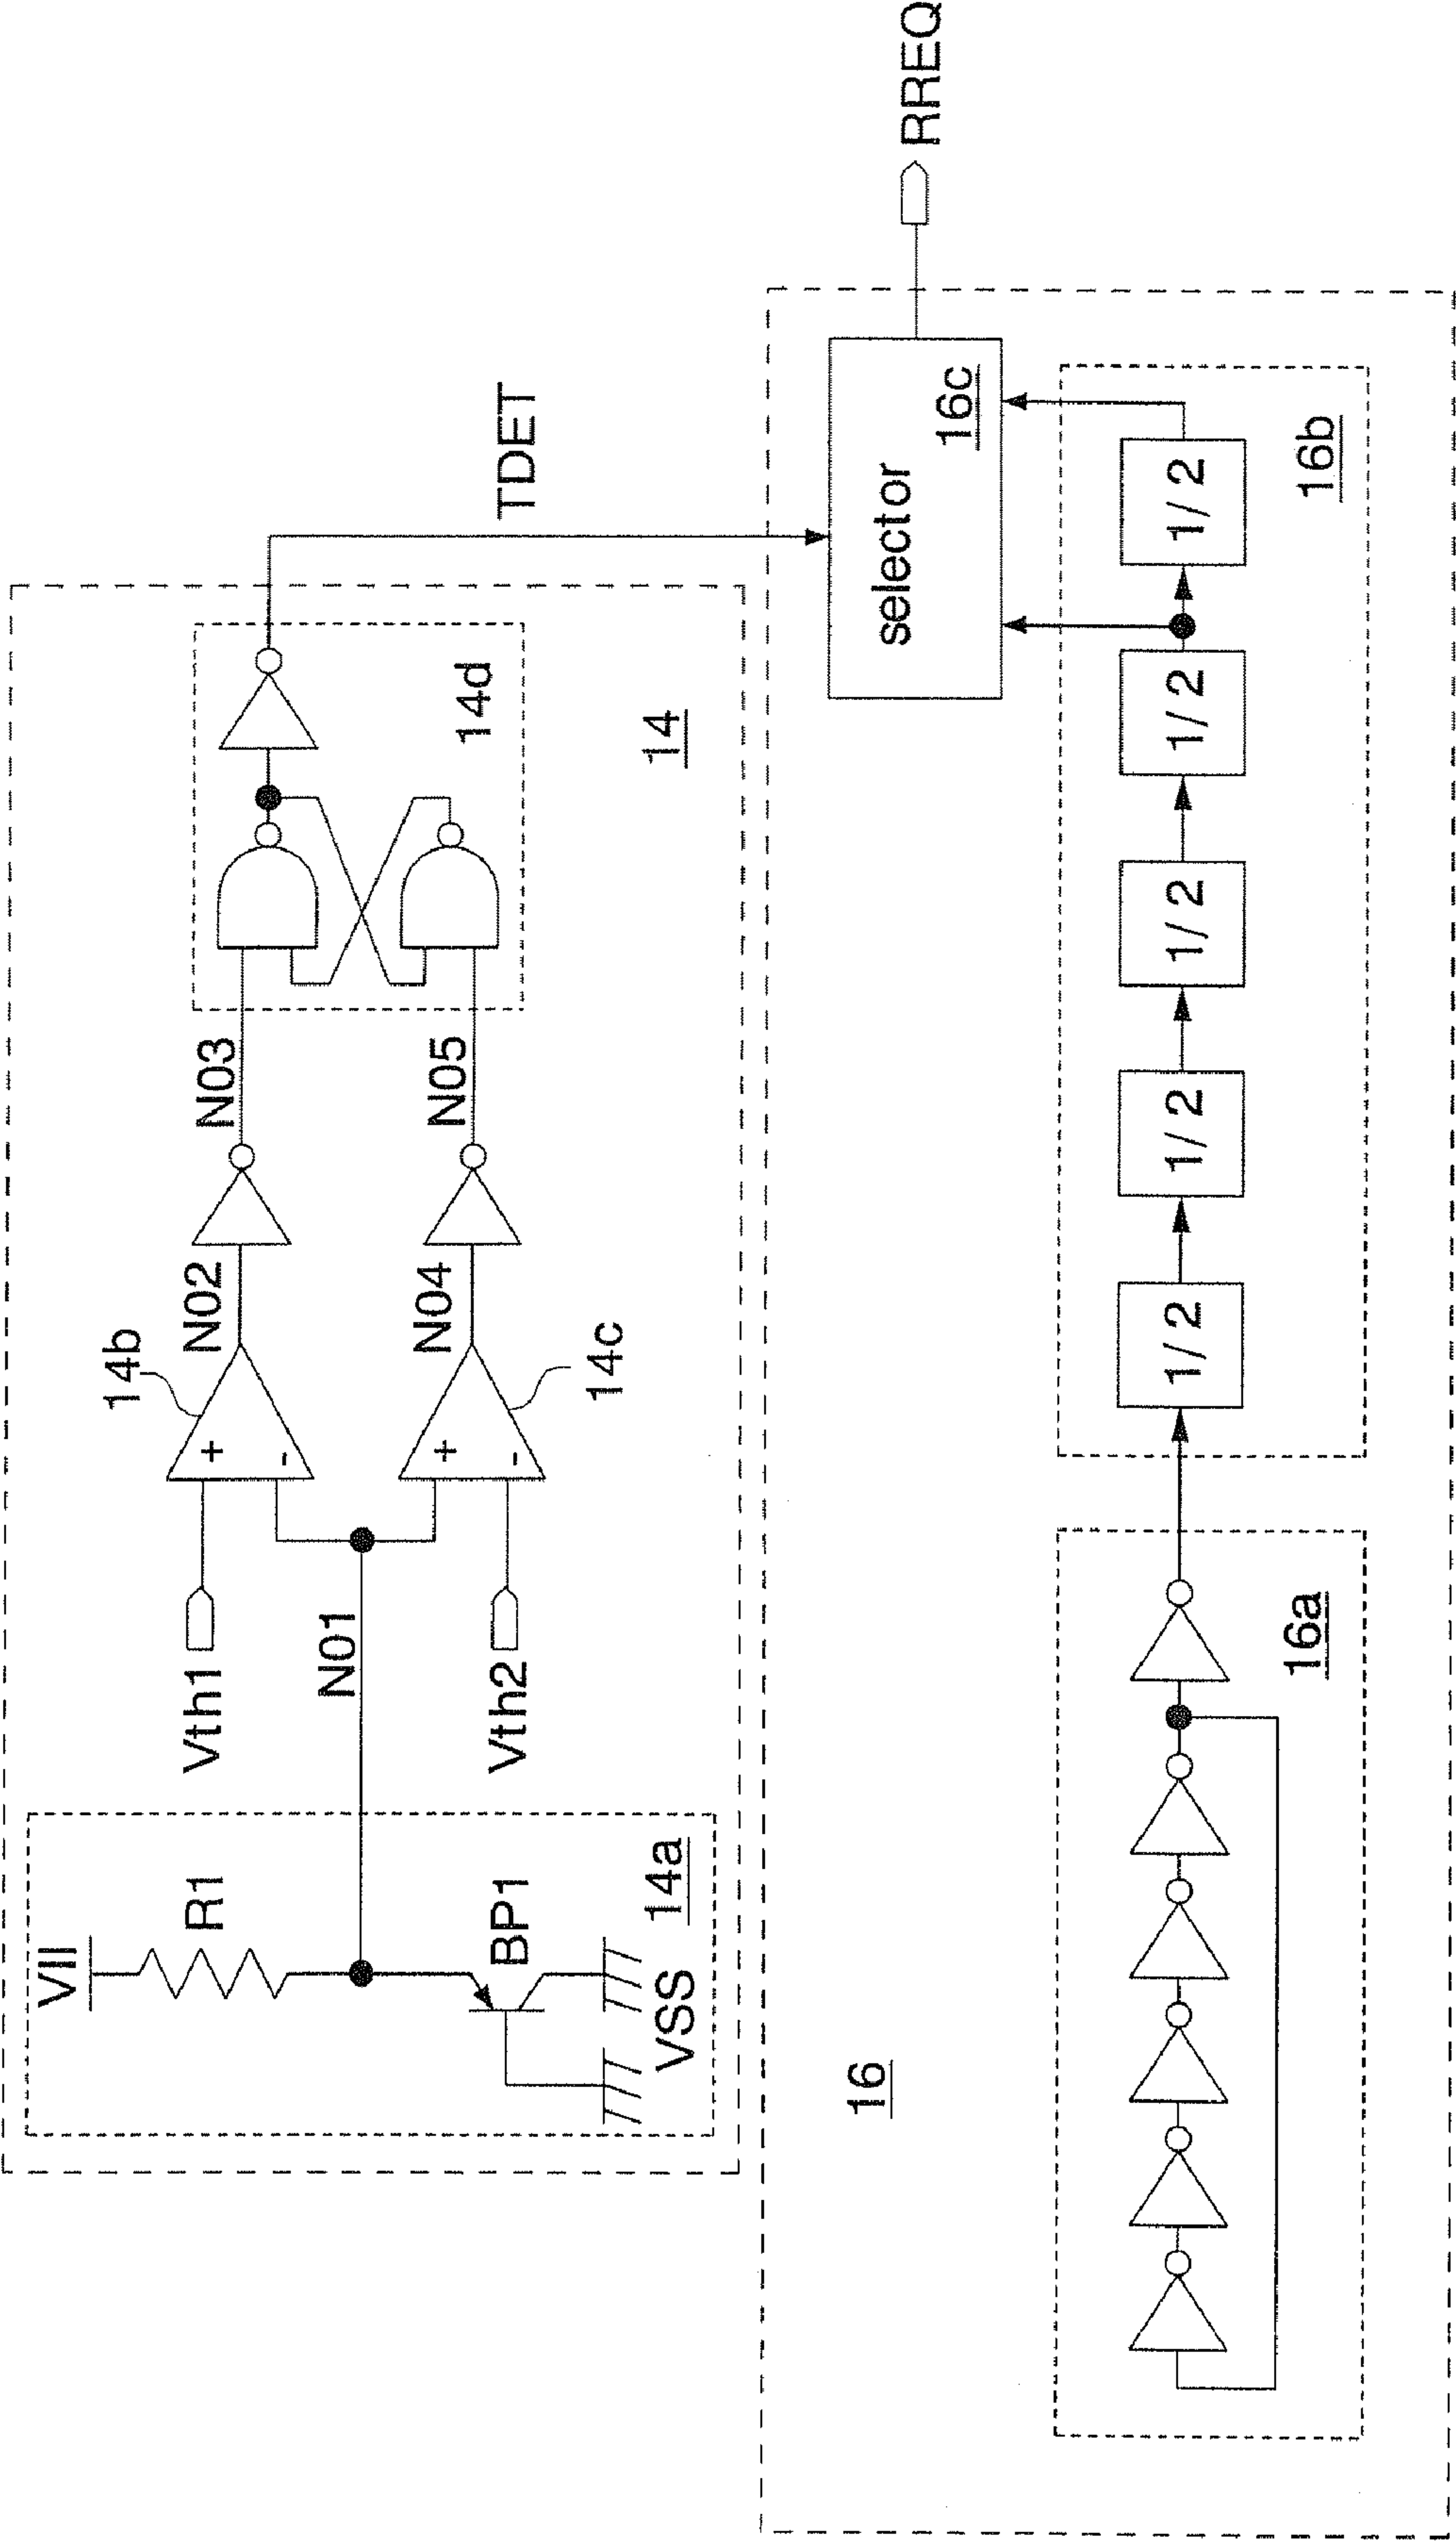 VII
R1
BP1
VSS
14a
N01
Vth1
Vth2
+
-
14b
+
-
14c
N02
N03
N04
N05
14d
14
TDET
16
16a
1/2
1/2
1/2
1/2
1/2
16b
selector
16c
RREQ